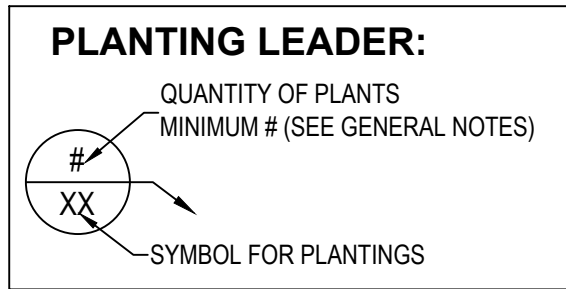 PLANTING LEADER:
QUANTITY OF PLANTS
MINIMUM # (SEE GENERAL NOTES)
#
XX
SYMBOL FOR PLANTINGS